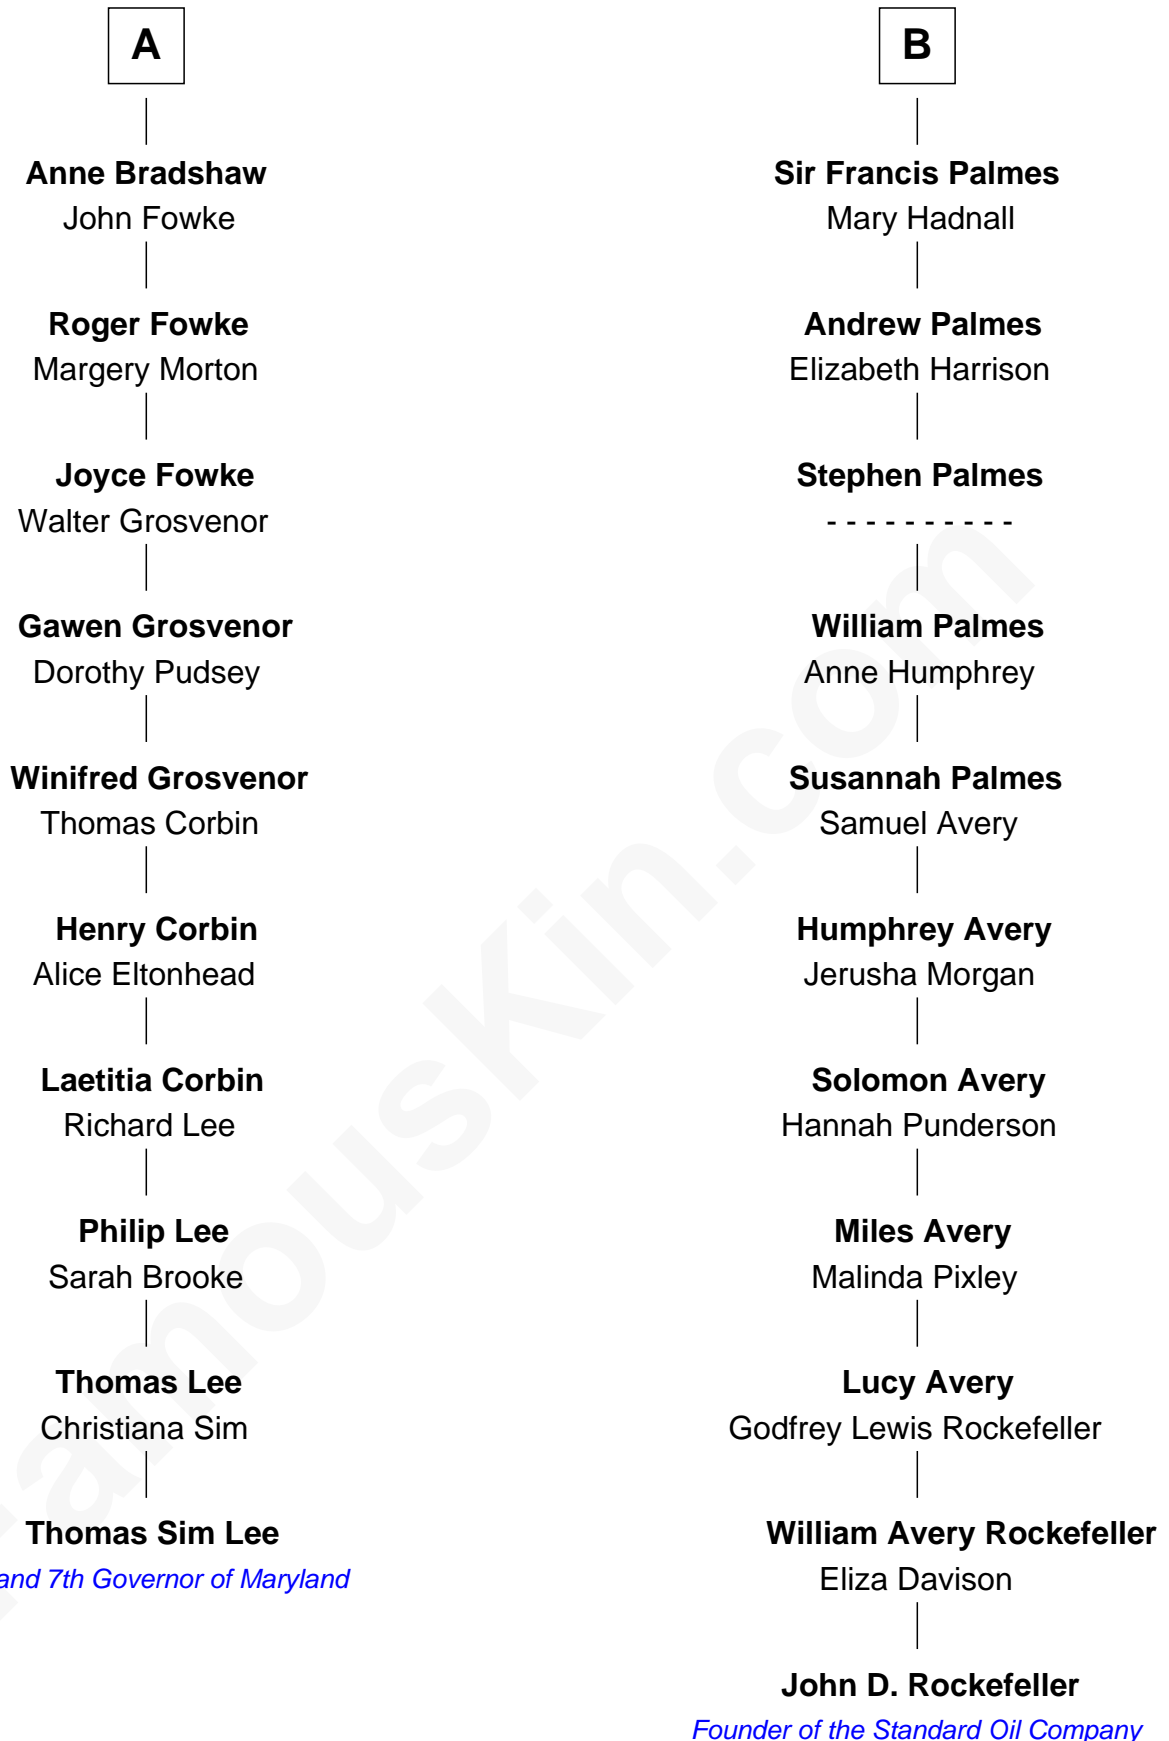 A
Anne Bradshaw
John Fowke
Roger Fowke
Margery Morton
Joyce Fowke
Walter Grosvenor
Gawen Grosvenor
Dorothy Pudsey
Winifred Grosvenor
Thomas Corbin
Henry Corbin
Alice Eltonhead
Laetitia Corbin
Richard Lee
Philip Lee
Sarah Brooke
Thomas Lee
Christiana Sim
Thomas Sim Lee
and 7th Governor of Maryland
B
Sir Francis Palmes
Mary Hadnall
Andrew Palmes
Elizabeth Harrison
Stephen Palmes
- - - - - - - - - -
William Palmes
Anne Humphrey
Susannah Palmes
Samuel Avery
Humphrey Avery
Jerusha Morgan
Solomon Avery
Hannah Punderson
Miles Avery
Malinda Pixley
Lucy Avery
Godfrey Lewis Rockefeller
William Avery Rockefeller
Eliza Davison
John D. Rockefeller
Founder of the Standard Oil Company
FamousKin.com